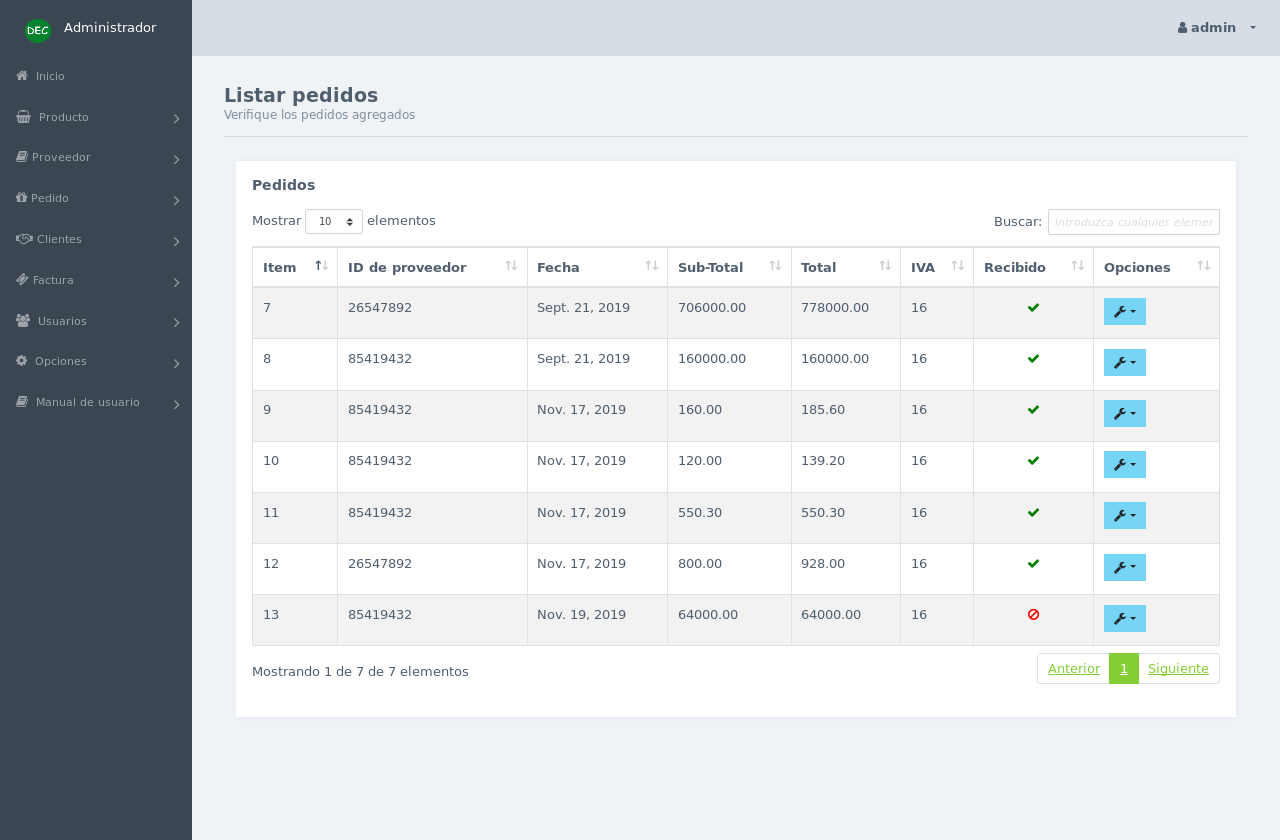 DEC Administrador
admin
Inicio
Producto
Proveedor
Pedido
Clientes
Factura
Usuarios
Opciones
Manual de usuario
Listar pedidos
Verifique los pedidos agregados
Pedidos
Mostrar 10 elementos
Buscar: Introduzca cualquier elemer
Item ID de proveedor Fecha Sub-Total Total IVA Recibido Opciones
7 26547892 Sept. 21, 2019 706000.00 778000.00 16
8 85419432 Sept. 21, 2019 160000.00 160000.00 16
9 85419432 Nov. 17, 2019 160.00 185.60 16
10 85419432 Nov. 17, 2019 120.00 139.20 16
11 85419432 Nov. 17, 2019 550.30 550.30 16
12 26547892 Nov. 17, 2019 800.00 928.00 16
13 85419432 Nov. 19, 2019 64000.00 64000.00 16
Mostrando 1 de 7 de 7 elementos
Anterior 1 Siguiente